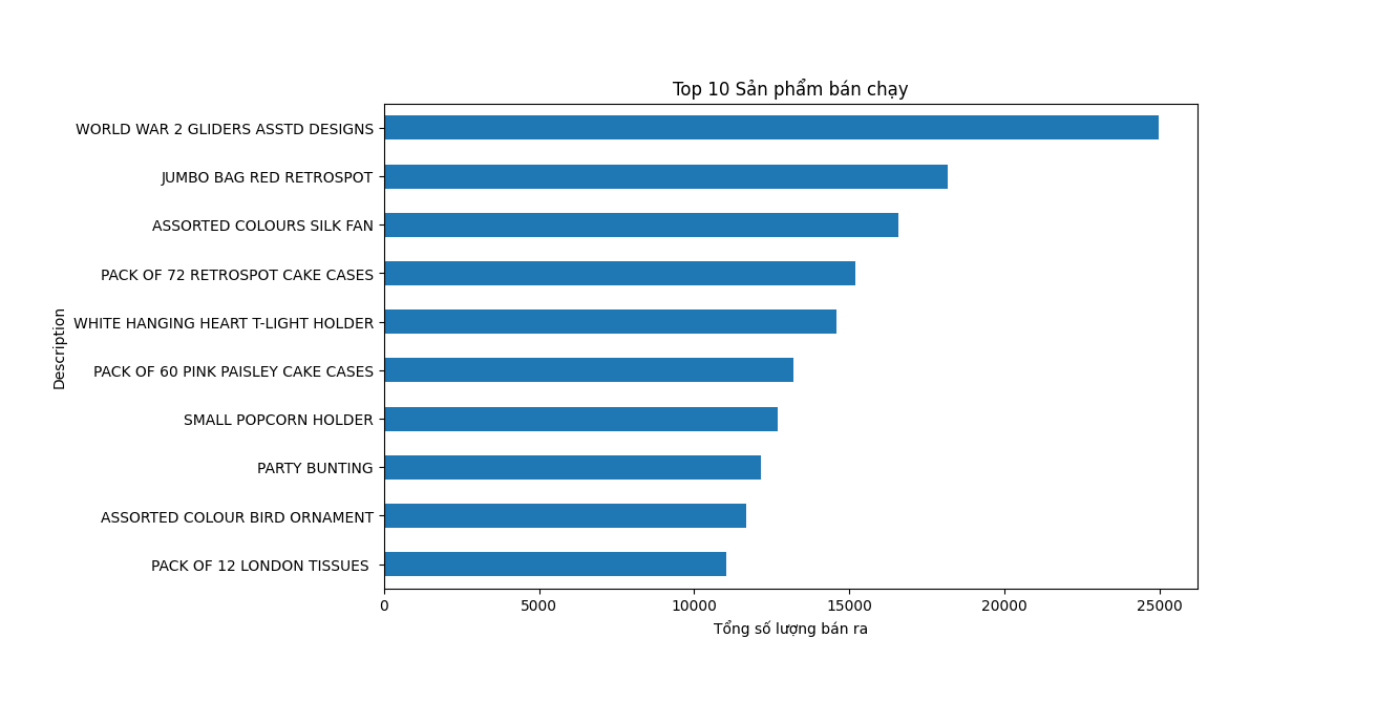 Top 10 Sản phẩm bán chạy
WORLD WAR 2 GLIDERS ASSTD DESIGNS
JUMBO BAG RED RETROSPOT
ASSORTED COLOURS SILK FAN
PACK OF 72 RETROSPOT CAKE CASES
WHITE HANGING HEART T-LIGHT HOLDER
PACK OF 60 PINK PAISLEY CAKE CASES
SMALL POPCORN HOLDER
PARTY BUNTING
ASSORTED COLOUR BIRD ORNAMENT
PACK OF 12 LONDON TISSUES
Description
0 5000 10000 15000 20000 25000
Tổng số lượng bán ra